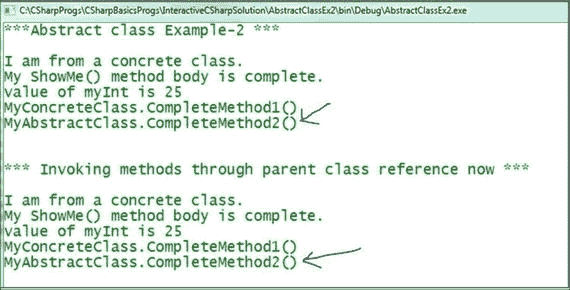 C:\CSharpProgs\CSharpBasicsProgs\InteractiveCSharpSolution\AbstractClassEx2\bin\Debug\AbstractClassEx2.exe
***Abstract class Example-2 ***
I am from a concrete class.
My ShowMe() method body is complete.
value of myInt is 25
MyConcreteClass.CompleteMethod1()
MyAbstractClass.CompleteMethod2()
*** Invoking methods through parent class reference now ***
I am from a concrete class.
My ShowMe() method body is complete.
value of myInt is 25
MyConcreteClass.CompleteMethod1()
MyAbstractClass.CompleteMethod2()